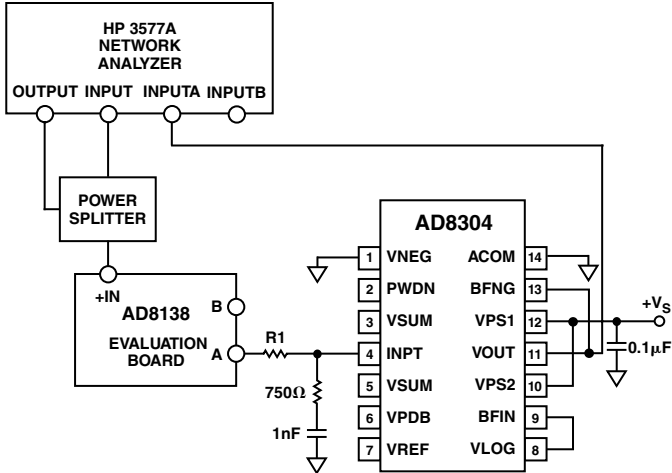 HP 3577A
NETWORK
ANALYZER
OUTPUT INPUT INPUTA INPUTB
POWER
SPLITTER
+IN
AD8138
EVALUATION
BOARD
B
A
R1
750Ω
1nF
AD8304
1 VNEG ACOM 14
2 PWDN BFNG 13
3 VSUM VPS1 12
4 INPT VOUT 11
5 VSUM VPS2 10
6 VPDB BFIN 9
7 VREF VLOG 8
+VS
0.1µF